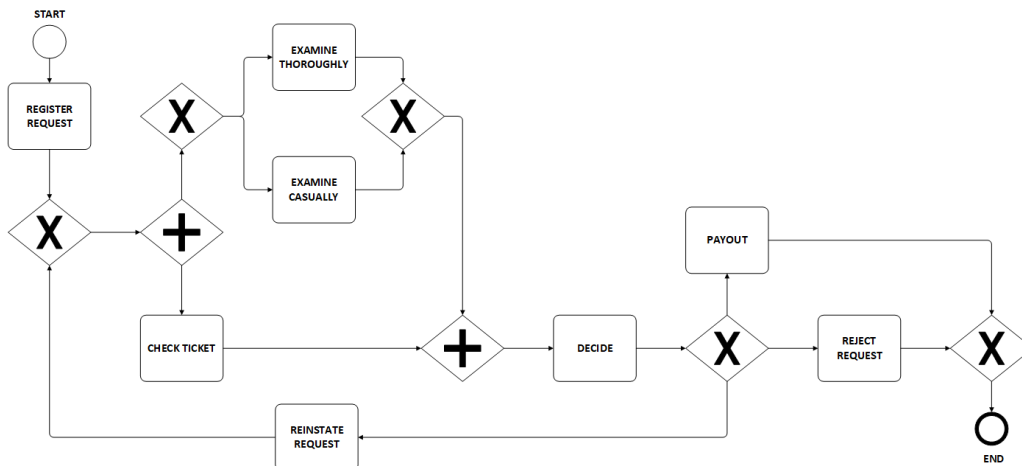 START
REGISTER
REQUEST
X
X
EXAMINE
THOROUGHLY
EXAMINE
CASUALLY
X
+
CHECK TICKET
+
DECIDE
X
PAYOUT
REJECT
REQUEST
X
REINSTATE
REQUEST
END